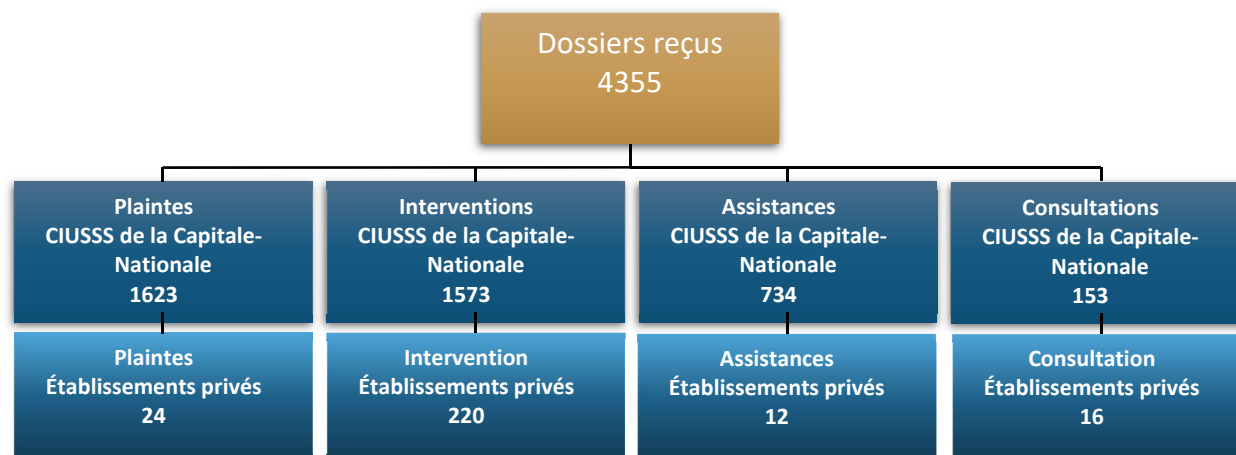 Dossiers reçus
4355
Plaintes
CIUSSS de la Capitale-
Nationale
1623
Interventions
CIUSSS de la Capitale-
Nationale
1573
Assistances
CIUSSS de la Capitale-
Nationale
734
Consultations
CIUSSS de la Capitale-
Nationale
153
Plaintes
Établissements privés
24
Intervention
Établissements privés
220
Assistances
Établissements privés
12
Consultation
Établissements privés
16